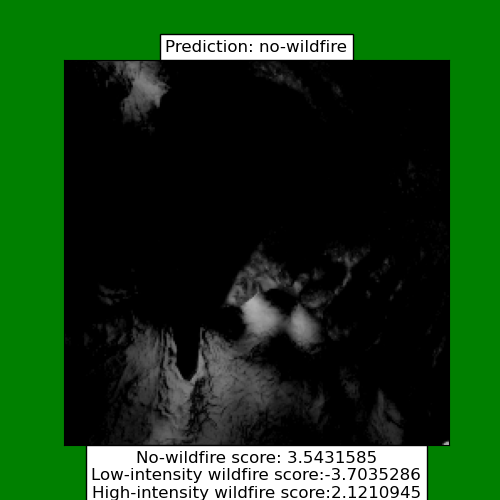 Prediction: no-wildfire
No-wildfire score: 3.5431585
Low-intensity wildfire score:-3.7035286
High-intensity wildfire score:2.1210945